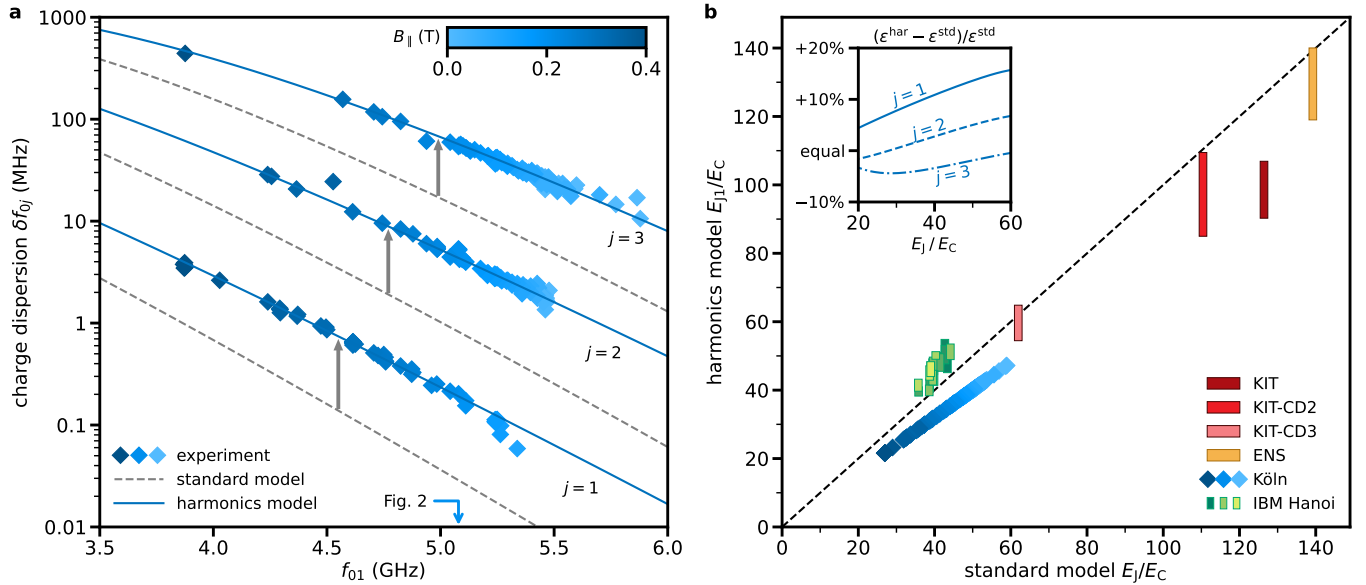 a
1000
100
10
1
0.1
0.01
charge dispersion δf0j (MHz)
B∥ (T)
0.0
0.2
0.4
j = 3
j = 2
j = 1
experiment
standard model
harmonics model
Fig. 2
3.5
4.0
4.5
5.0
5.5
6.0
f01 (GHz)
b
140
120
100
80
60
40
20
0
harmonics model EJ1/EC
(εhar − εstd)/εstd
+20%
+10%
equal
−10%
j = 1
j = 2
j = 3
20
40
60
EJ / EC
KIT
KIT-CD2
KIT-CD3
ENS
Köln
IBM Hanoi
0
20
40
60
80
100
120
140
standard model EJ/EC